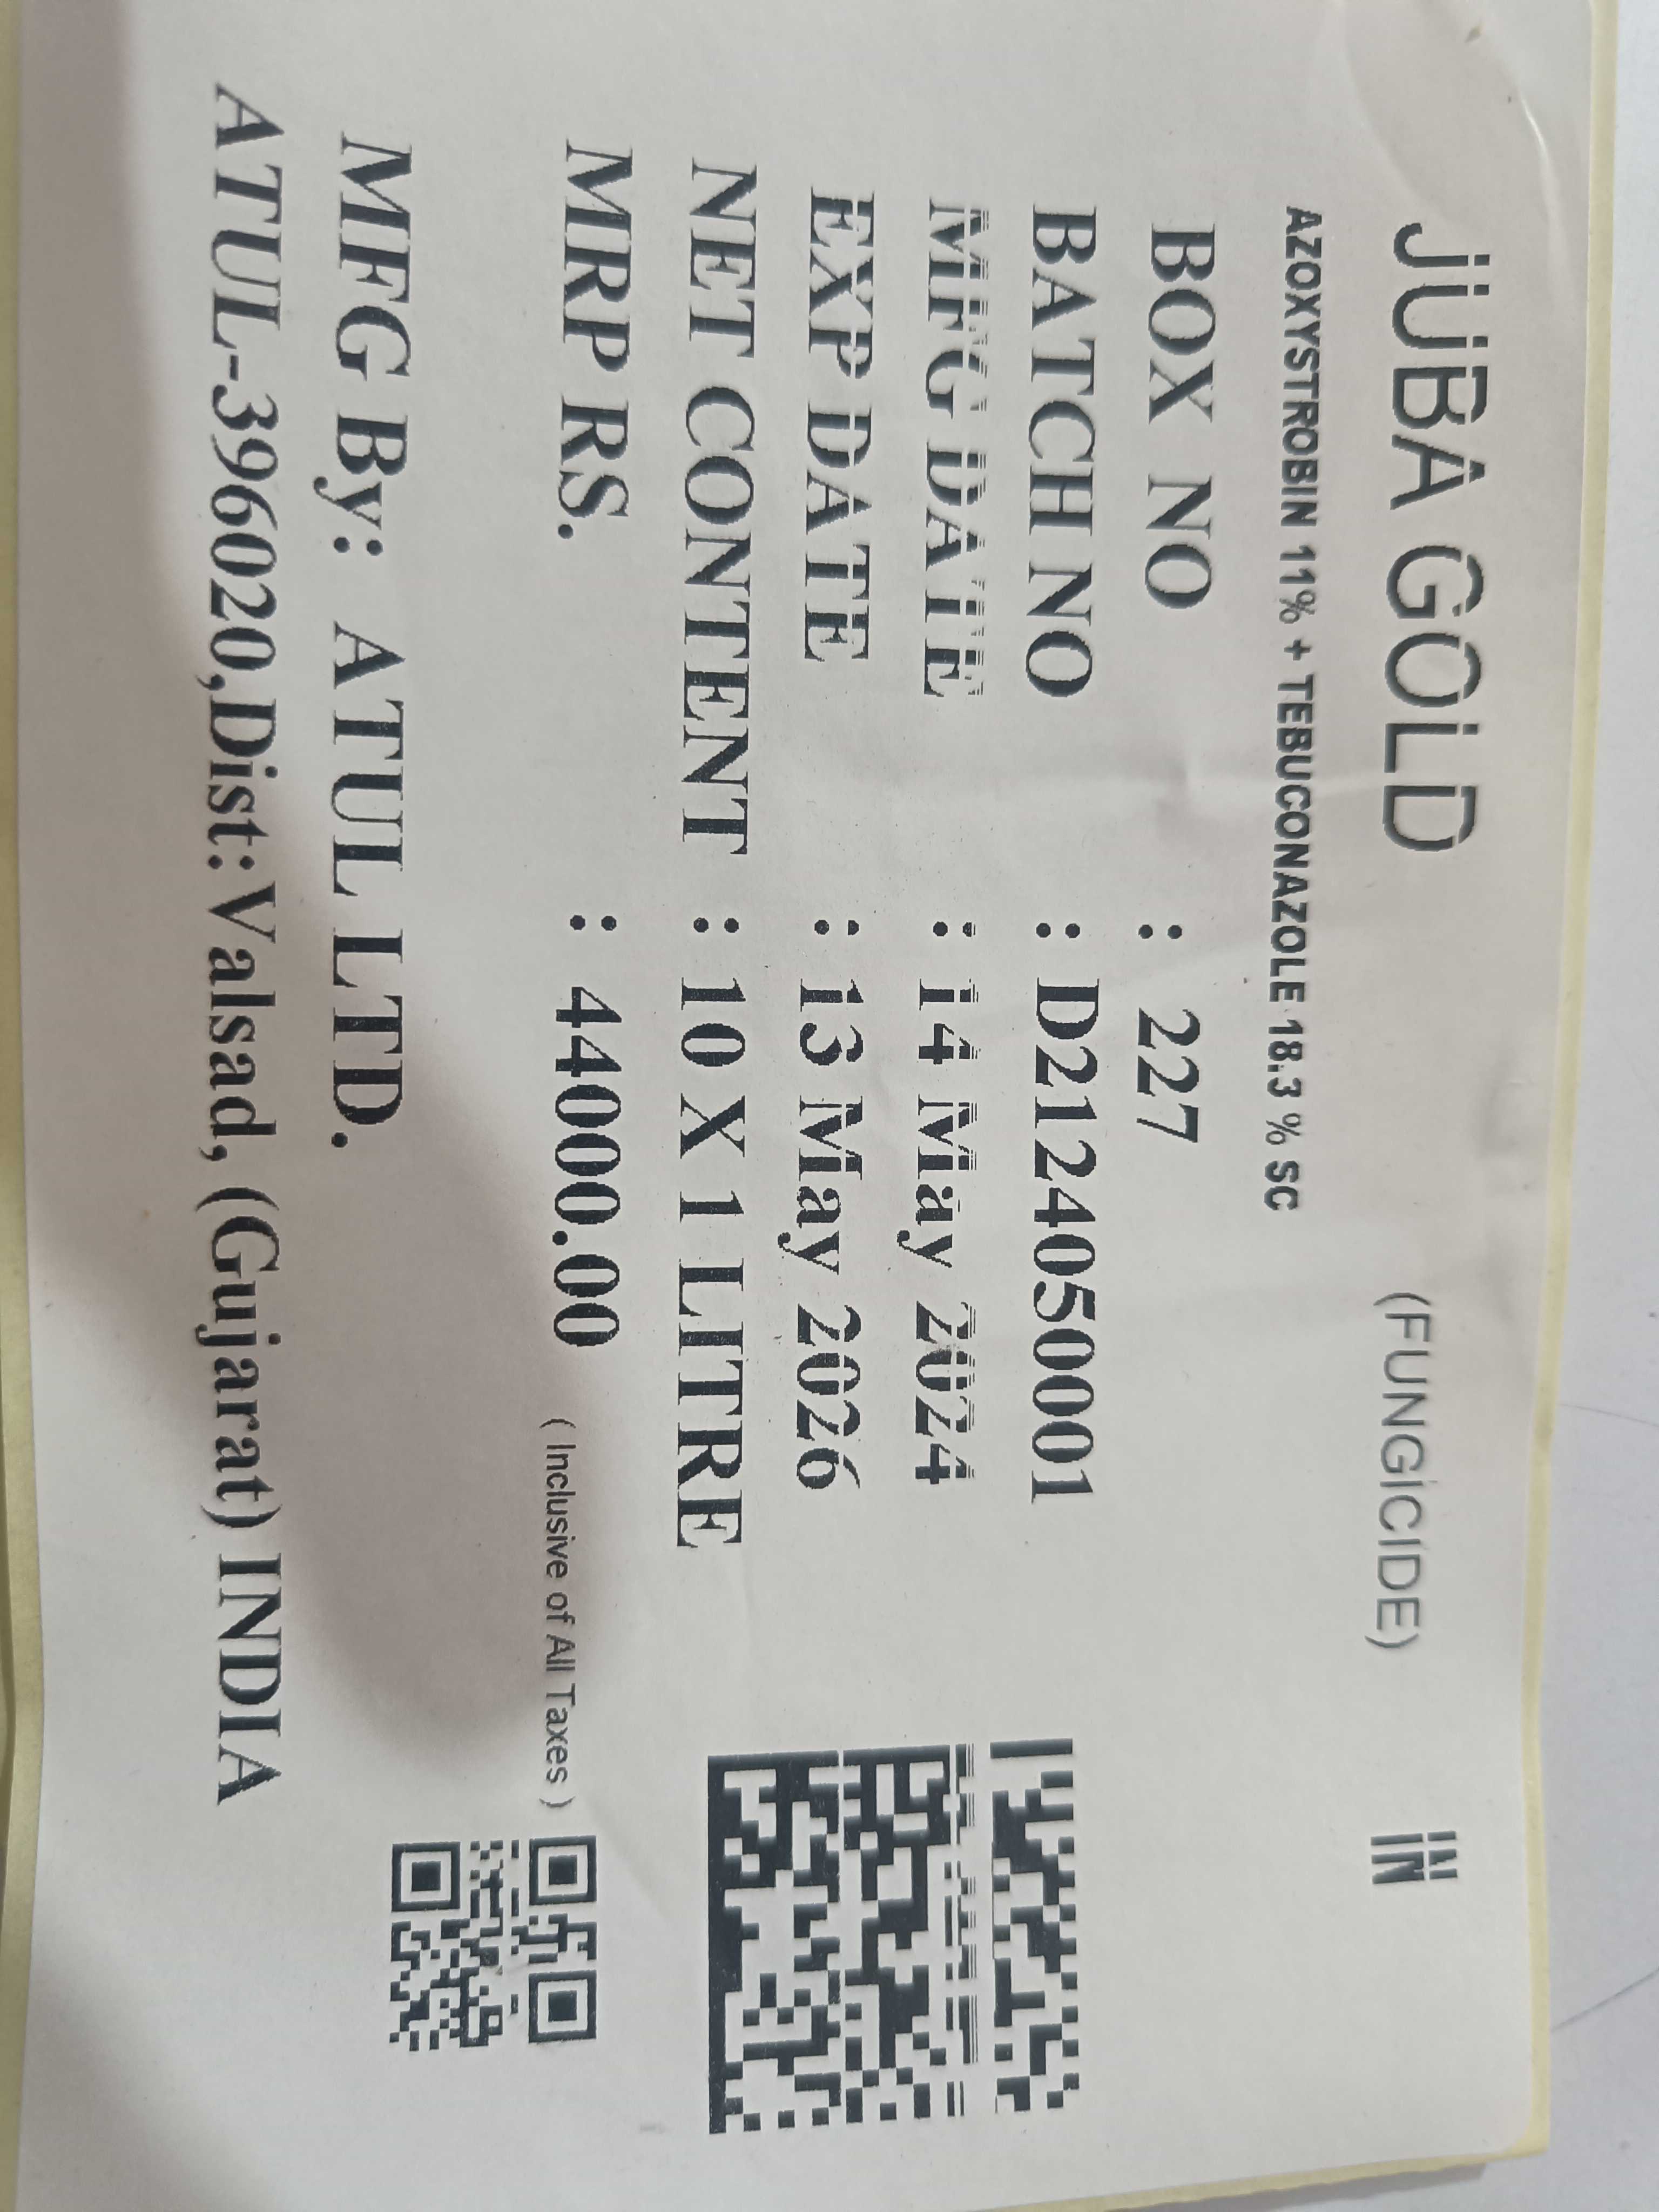 JUBA GOLD (FUNGICIDE) IN
AZOXYSTROBIN 11% + TEBUCONAZOLE 18.3 % SC
BOX NO : 227
BATCH NO : D2124050001
MFG DATE : 14 May 2024
EXP DATE : 13 May 2026
NET CONTENT : 10 X 1 LITRE
MRP RS. : 44000.00 ( Inclusive of All Taxes )
MFG By: ATUL LTD.
ATUL-396020,Dist:Valsad, (Gujarat) INDIA